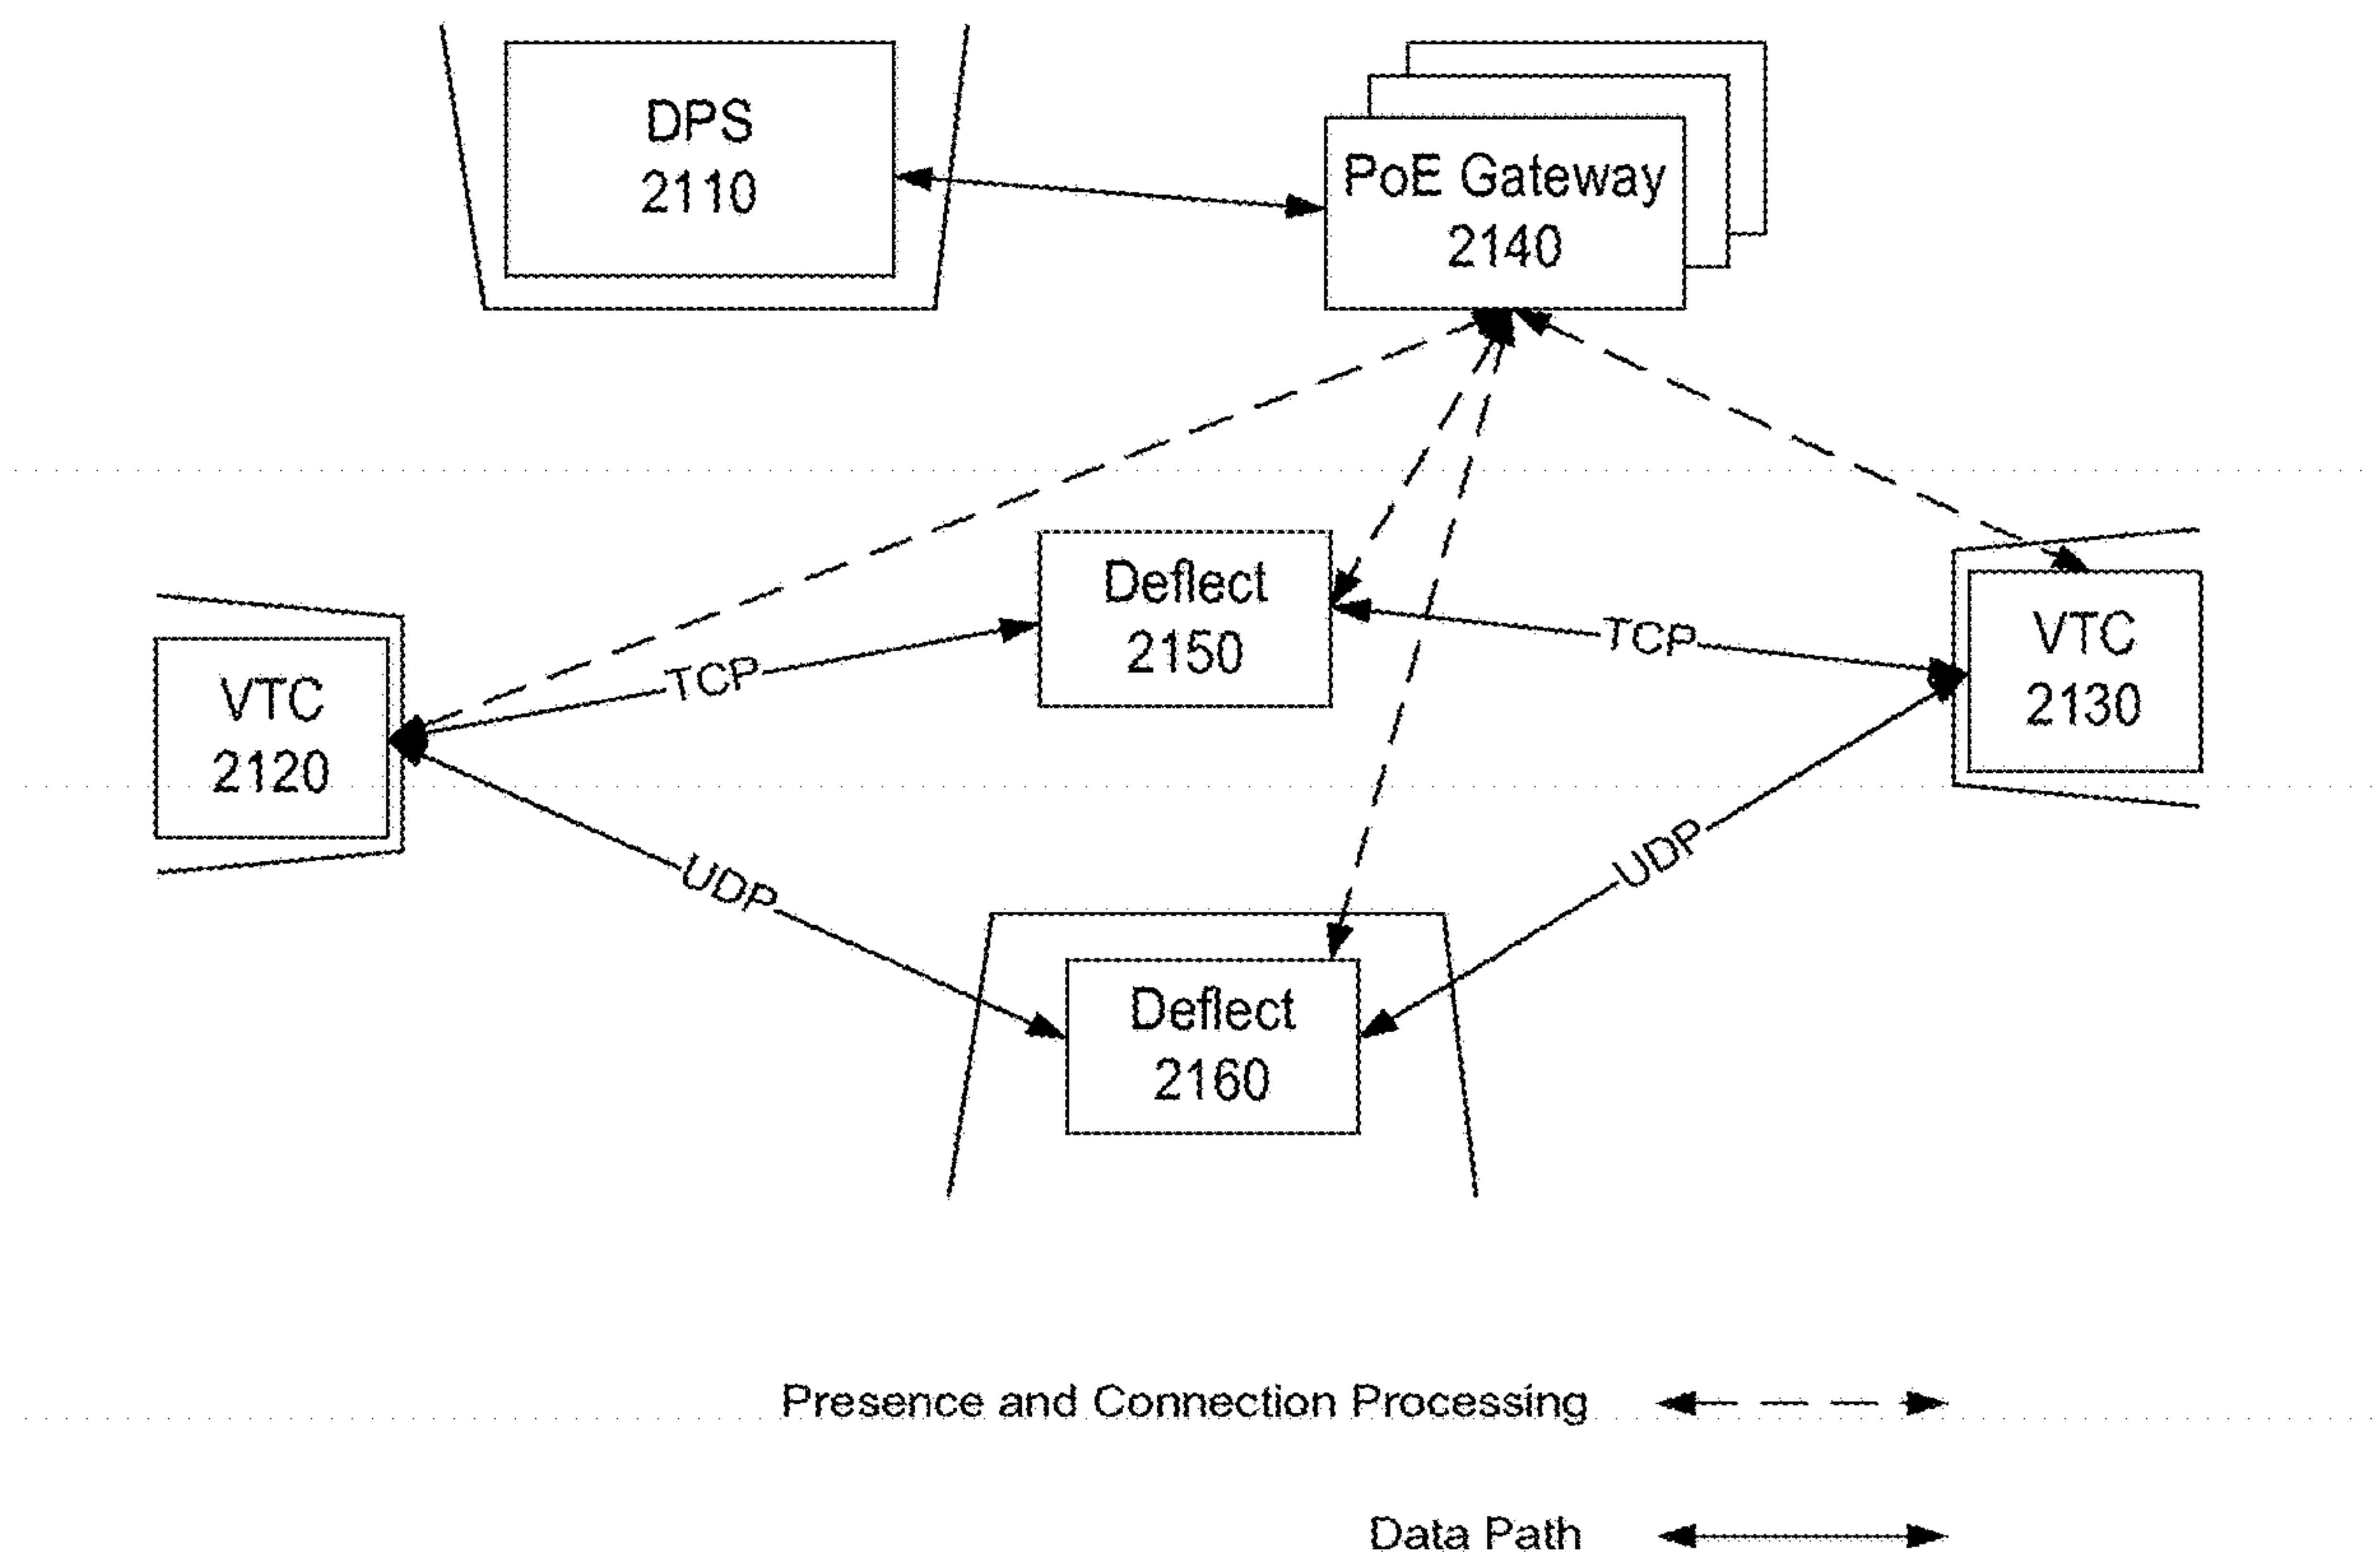 DPS
2110
PoE Gateway
2140
Deflect
2150
TCP
TCP
VTC
2130
VTC
2120
UDP
UDP
Deflect
2160
Presence and Connection Processing
Data Path